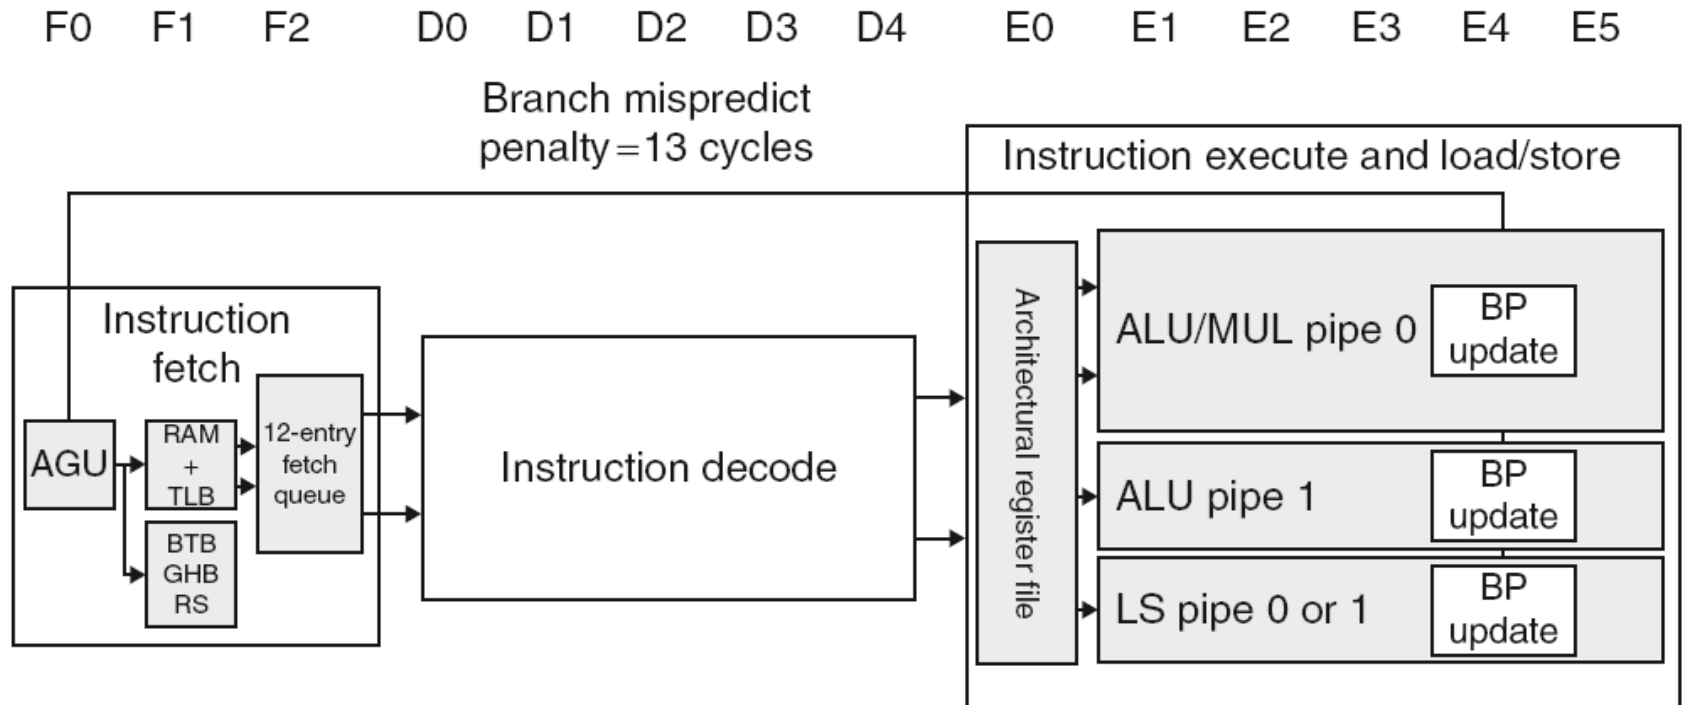 F0 F1 F2 D0 D1 D2 D3 D4 E0 E1 E2 E3 E4 E5
Branch mispredict
penalty=13 cycles
Instruction execute and load/store
Instruction
fetch
AGU
RAM
+
TLB
BTB
GHB
RS
12-entry
fetch
queue
Instruction decode
Architectural register file
ALU/MUL pipe 0
BP
update
ALU pipe 1
BP
update
LS pipe 0 or 1
BP
update